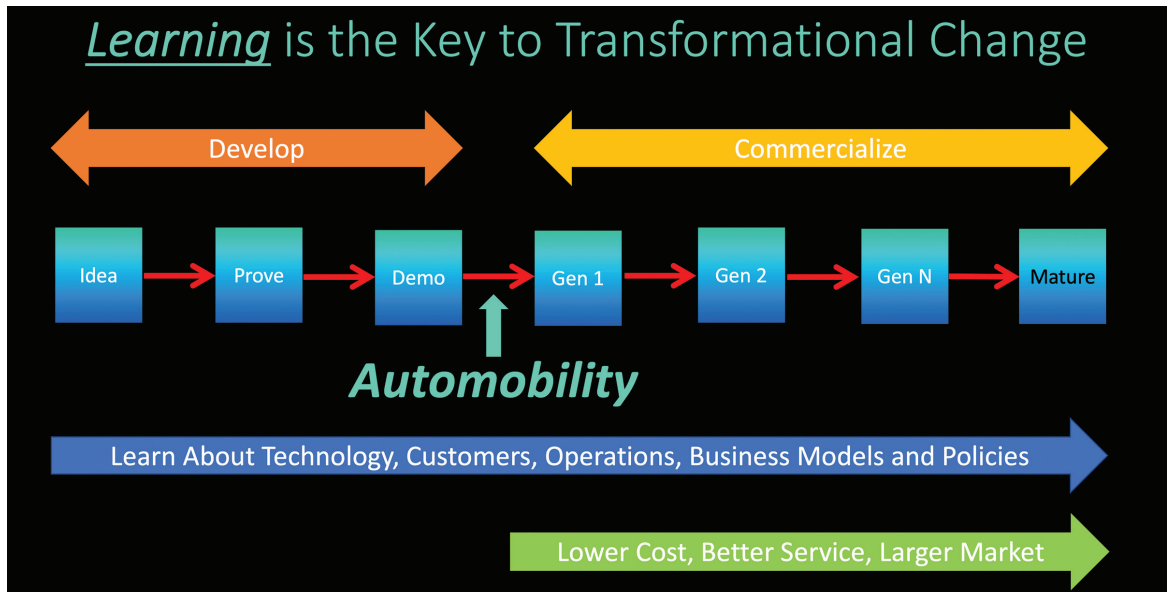 Learning is the Key to Transformational Change
Develop
Commercialize
Idea
Prove
Demo
Gen 1
Gen 2
Gen N
Mature
Automobility
Learn About Technology, Customers, Operations, Business Models and Policies
Lower Cost, Better Service, Larger Market